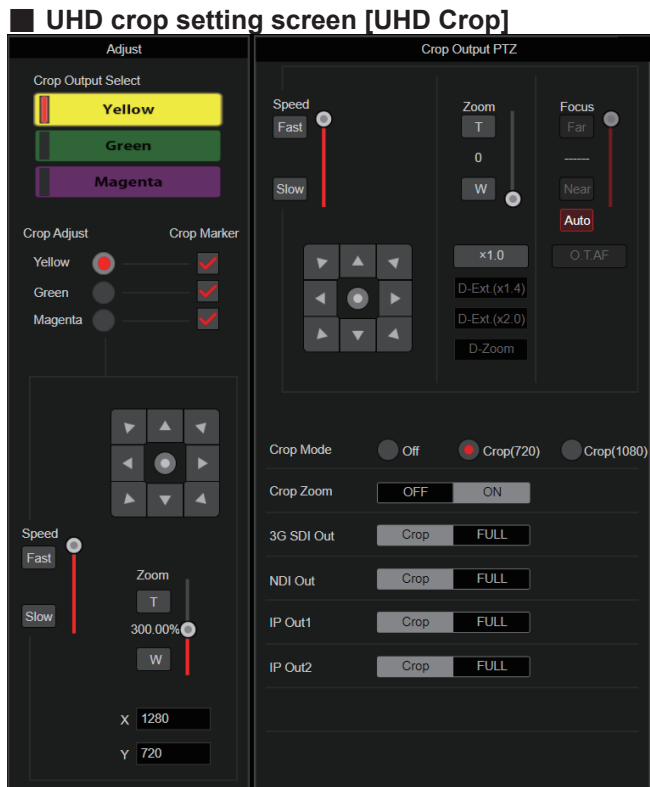 UHD crop setting screen [UHD Crop]
Adjust
Crop Output Select
Yellow
Green
Magenta
Crop Adjust Crop Marker
Yellow
Green
Magenta
Speed
Fast
Slow
Zoom
T
300.00%
W
X 1280
Y 720
Crop Output PTZ
Speed
Fast
Slow
Zoom
T
0
W
×1.0
D-Ext.(x1.4)
D-Ext.(x2.0)
D-Zoom
Focus
Far
------
Near
Auto
O.T.AF
Crop Mode Off Crop(720) Crop(1080)
Crop Zoom OFF ON
3G SDI Out Crop FULL
NDI Out Crop FULL
IP Out1 Crop FULL
IP Out2 Crop FULL